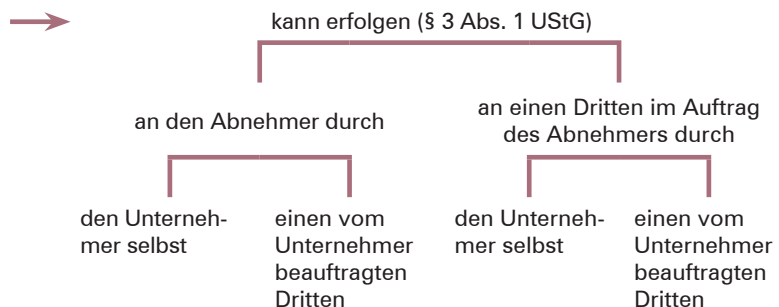 kann erfolgen (§ 3 Abs. 1 UStG)
an den Abnehmer durch
an einen Dritten im Auftrag
des Abnehmers durch
den Unterneh-
mer selbst
einen vom
Unternehmer
beauftragten
Dritten
den Unterneh-
mer selbst
einen vom
Unternehmer
beauftragten
Dritten